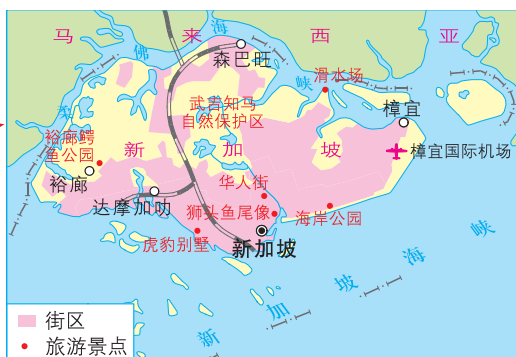 马来西亚
柔佛海峡
森巴旺
滑水场
武吉知马
自然保护区
樟宜
裕廊鳄
鱼公园
新加坡
樟宜国际机场
裕廊
华人街
达摩加叻
狮头鱼尾像
海岸公园
虎豹别墅
新加坡
新加坡海峡
街区
旅游景点